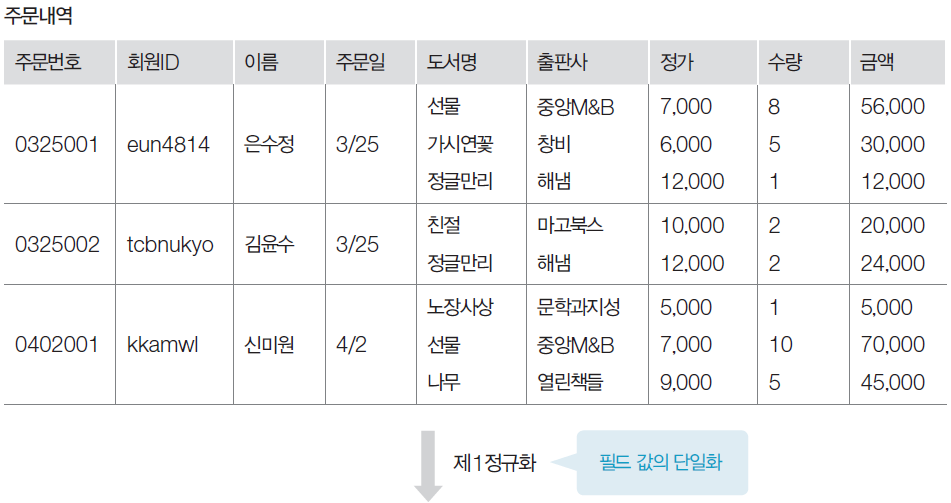 주문내역
주문번호 회원ID 이름 주문일 도서명 출판사 정가 수량 금액
선물 중앙M&B 7,000 8 56,000
0325001 eun4814 은수정 3/25 가시연꽃 창비 6,000 5 30,000
정글만리 해냄 12,000 1 12,000
친절 마고북스 10,000 2 20,000
0325002 tcbnukyo 김윤수 3/25
정글만리 해냄 12,000 2 24,000
노장사상 문학과지성 5,000 1 5,000
0402001 kkamwl 신미원 4/2 선물 중앙M&B 7,000 10 70,000
나무 열린책들 9,000 5 45,000
제1정규화 필드 값의 단일화